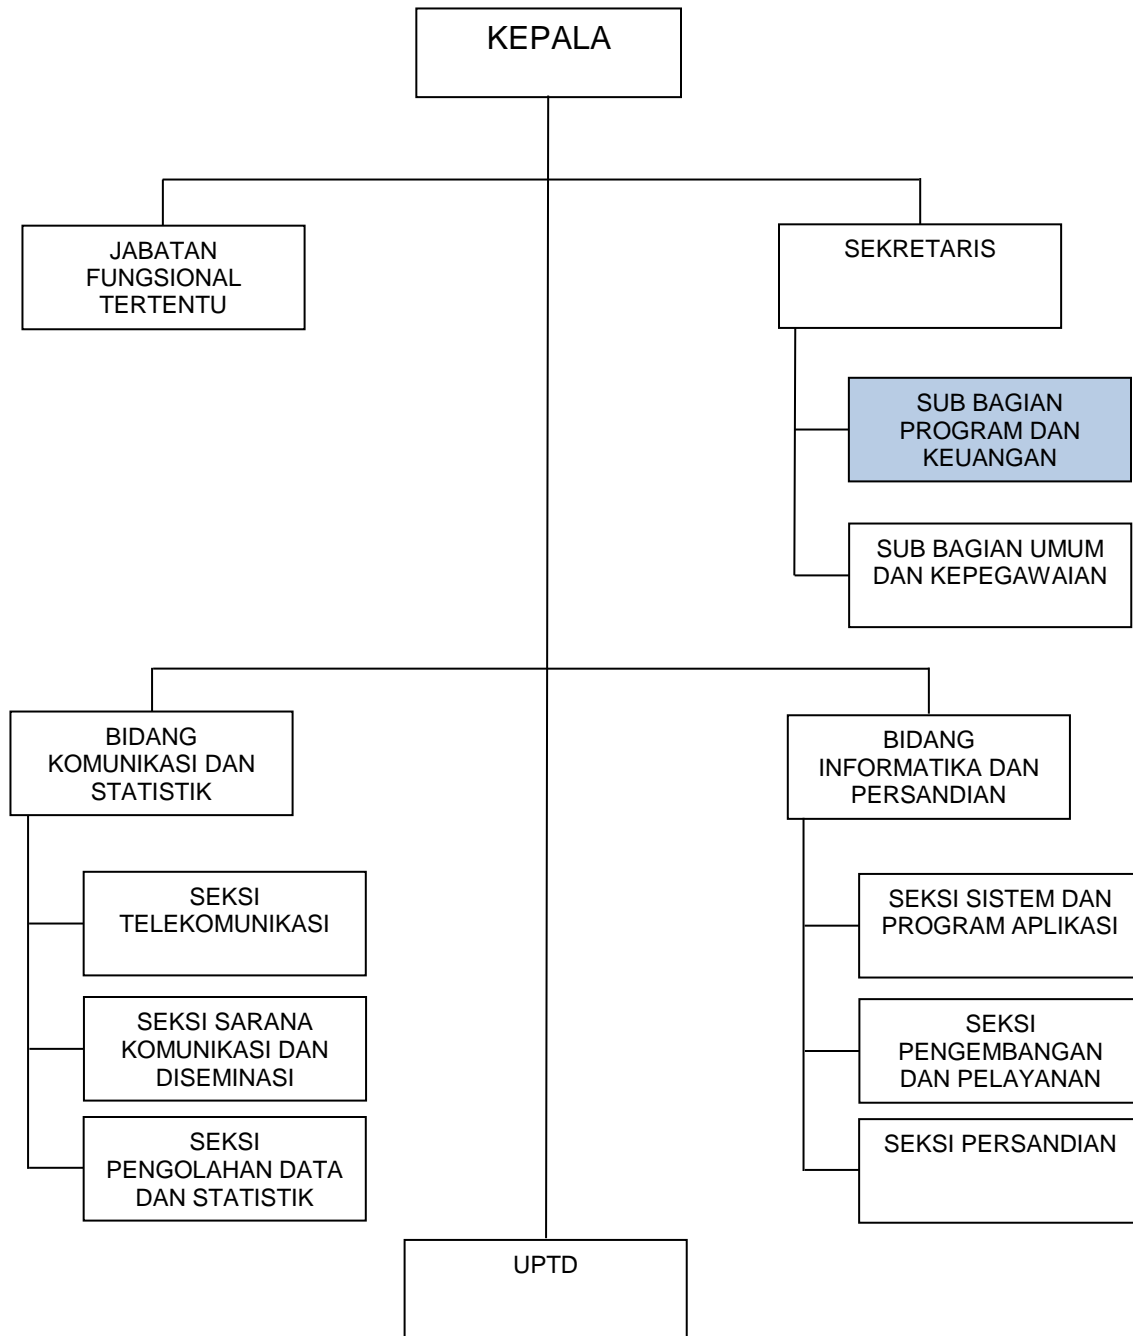 KEPALA
JABATAN
FUNGSIONAL
TERTENTU
SEKRETARIS
SUB BAGIAN
PROGRAM DAN
KEUANGAN
SUB BAGIAN UMUM
DAN KEPEGAWAIAN
BIDANG
KOMUNIKASI DAN
STATISTIK
BIDANG
INFORMATIKA DAN
PERSANDIAN
SEKSI
TELEKOMUNIKASI
SEKSI SARANA
KOMUNIKASI DAN
DISEMINASI
SEKSI
PENGOLAHAN DATA
DAN STATISTIK
SEKSI SISTEM DAN
PROGRAM APLIKASI
SEKSI
PENGEMBANGAN
DAN PELAYANAN
SEKSI PERSANDIAN
UPTD